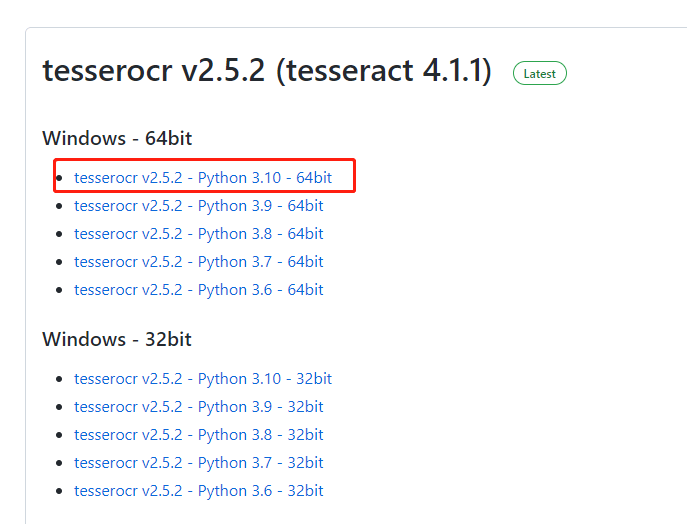 tesserocr v2.5.2 (tesseract 4.1.1) Latest
Windows - 64bit
tesserocr v2.5.2 - Python 3.10 - 64bit
tesserocr v2.5.2 - Python 3.9 - 64bit
tesserocr v2.5.2 - Python 3.8 - 64bit
tesserocr v2.5.2 - Python 3.7 - 64bit
tesserocr v2.5.2 - Python 3.6 - 64bit
Windows - 32bit
tesserocr v2.5.2 - Python 3.10 - 32bit
tesserocr v2.5.2 - Python 3.9 - 32bit
tesserocr v2.5.2 - Python 3.8 - 32bit
tesserocr v2.5.2 - Python 3.7 - 32bit
tesserocr v2.5.2 - Python 3.6 - 32bit